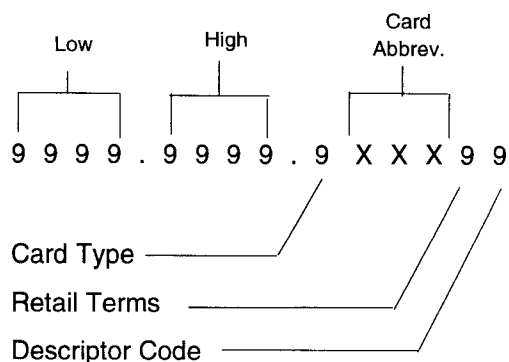 Low High Card
Abbrev.
9 9 9 9 . 9 9 9 9 . 9 X X X 9 9
Card Type
Retail Terms
Descriptor Code